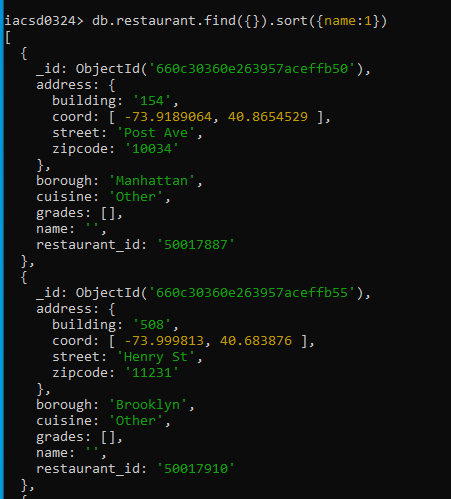 iacsd0324> db.restaurant.find({}).sort({name:1})
[
  {
    _id: ObjectId('660c30360e263957aceffb50'),
    address: {
      building: '154',
      coord: [ -73.9189064, 40.8654529 ],
      street: 'Post Ave',
      zipcode: '10034'
    },
    borough: 'Manhattan',
    cuisine: 'Other',
    grades: [],
    name: '',
    restaurant_id: '50017887'
  },
  {
    _id: ObjectId('660c30360e263957aceffb55'),
    address: {
      building: '508',
      coord: [ -73.999813, 40.683876 ],
      street: 'Henry St',
      zipcode: '11231'
    },
    borough: 'Brooklyn',
    cuisine: 'Other',
    grades: [],
    name: '',
    restaurant_id: '50017910'
  },
  {